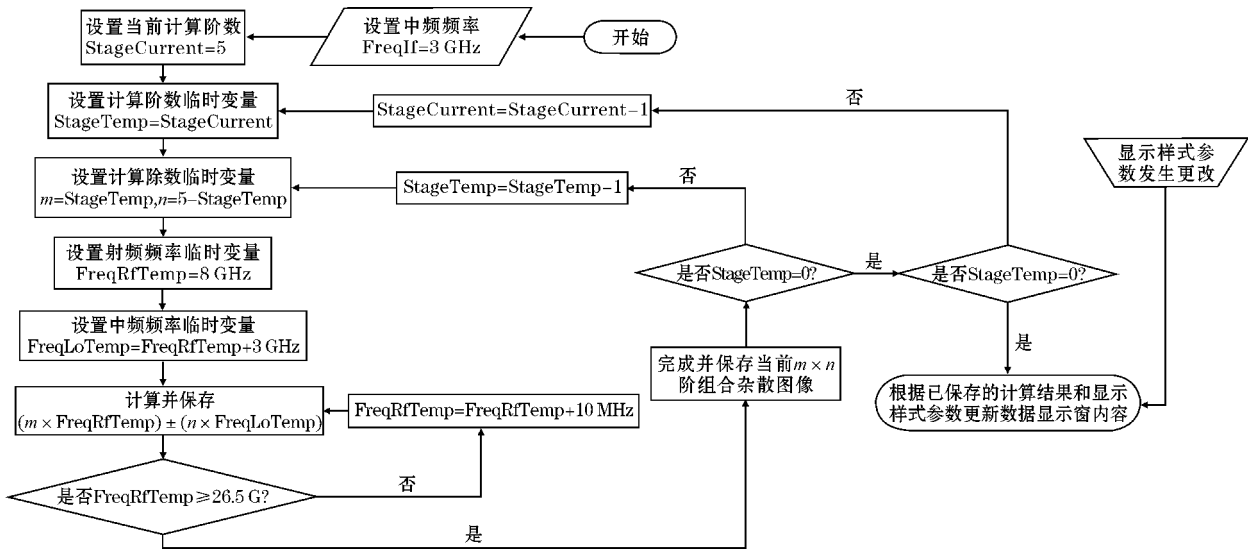 开始
设置中频频率
FreqIf=3 GHz
设置当前计算阶数
StageCurrent=5
设置计算阶数临时变量
StageTemp=StageCurrent
StageCurrent=StageCurrent-1
否
设置计算除数临时变量
m=StageTemp,n=5-StageTemp
StageTemp=StageTemp-1
否
显示样式参
数发生更改
设置射频频率临时变量
FreqRfTemp=8 GHz
是否StageTemp=0?
是
是否StageTemp=0?
设置中频频率临时变量
FreqLoTemp=FreqRfTemp+3 GHz
是
完成并保存当前m×n
阶组合杂散图像
根据已保存的计算结果和显示
样式参数更新数据显示窗内容
计算并保存
(m×FreqRfTemp)±(n×FreqLoTemp)
FreqRfTemp=FreqRfTemp+10 MHz
是否FreqRfTemp≥26.5 G?
否
是